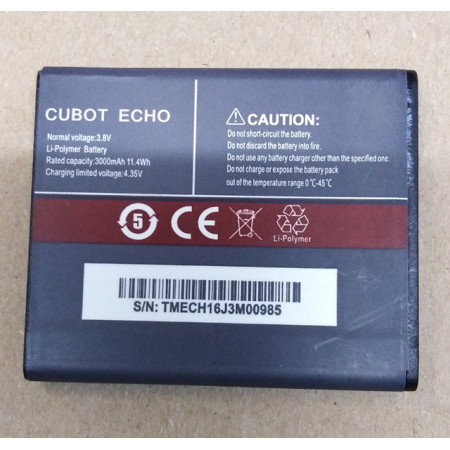 CUBOT ECHO
Normal voltage:3.8V
Li-Polymer Battery
Rated capacity:3000mAh 11.4Wh
Charging limited voltage:4.35V
CAUTION:
Do not short-circuit the battery.
Do not discard the battery into fire.
Do not use battery any other than the specified charger
Do not charge or expose the battery pack
out of the temperature range 0℃-45℃
5
CE
Li-Polymer
S/N: TMECH16J3M00985